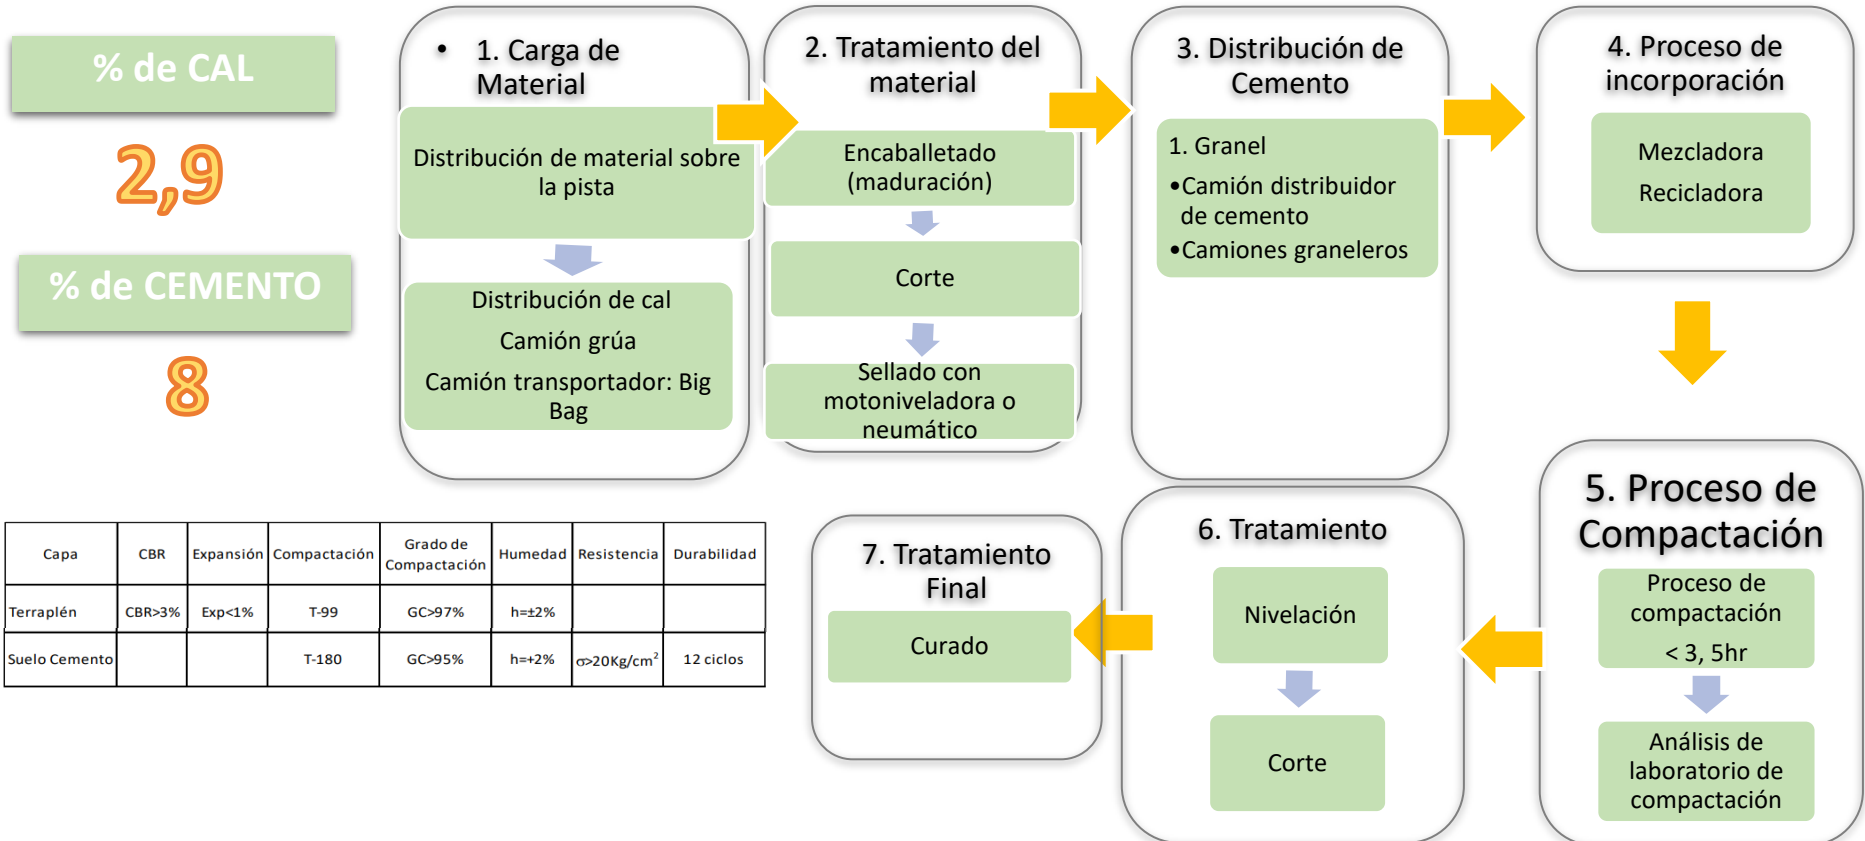 % de CAL
2,9
% de CEMENTO
8
• 1. Carga de
Material
Distribución de material sobre
la pista
Distribución de cal
Camión grúa
Camión transportador: Big
Bag
2. Tratamiento del
material
Encaballetado
(maduración)
Corte
Sellado con
motoniveladora o
neumático
3. Distribución de
Cemento
1. Granel
•Camión distribuidor
de cemento
•Camiones graneleros
4. Proceso de
incorporación
Mezcladora
Recicladora
5. Proceso de
Compactación
Proceso de
compactación
< 3, 5hr
Análisis de
laboratorio de
compactación
6. Tratamiento
Nivelación
Corte
7. Tratamiento
Final
Curado
Capa CBR Expansión Compactación Grado de Compactación Humedad Resistencia Durabilidad
Terraplén CBR>3% Exp<1% T-99 GC>97% h=±2%
Suelo Cemento T-180 GC>95% h=+2% σ>20Kg/cm² 12 ciclos